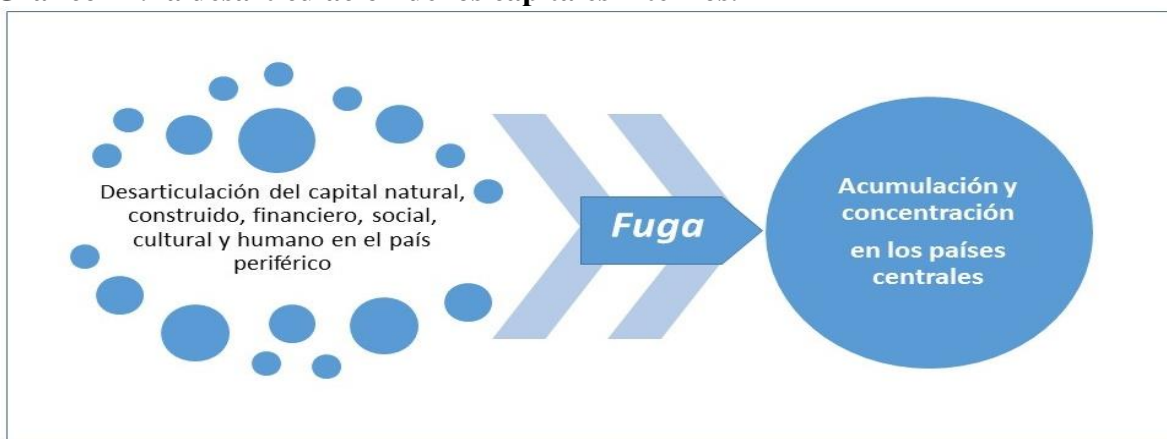 Desarticulación del capital natural,
construido, financiero, social,
cultural y humano en el país
periférico
Fuga
Acumulación y
concentración
en los países
centrales